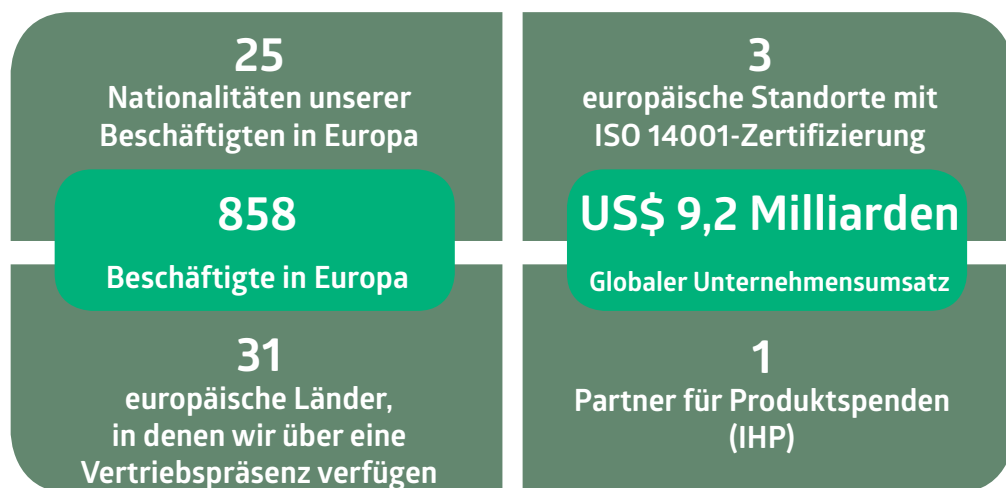 25
Nationalitäten unserer
Beschäftigten in Europa
858
Beschäftigte in Europa
31
europäische Länder,
in denen wir über eine
Vertriebspräsenz verfügen
3
europäische Standorte mit
ISO 14001-Zertifizierung
US$ 9,2 Milliarden
Globaler Unternehmensumsatz
1
Partner für Produktspenden
(IHP)